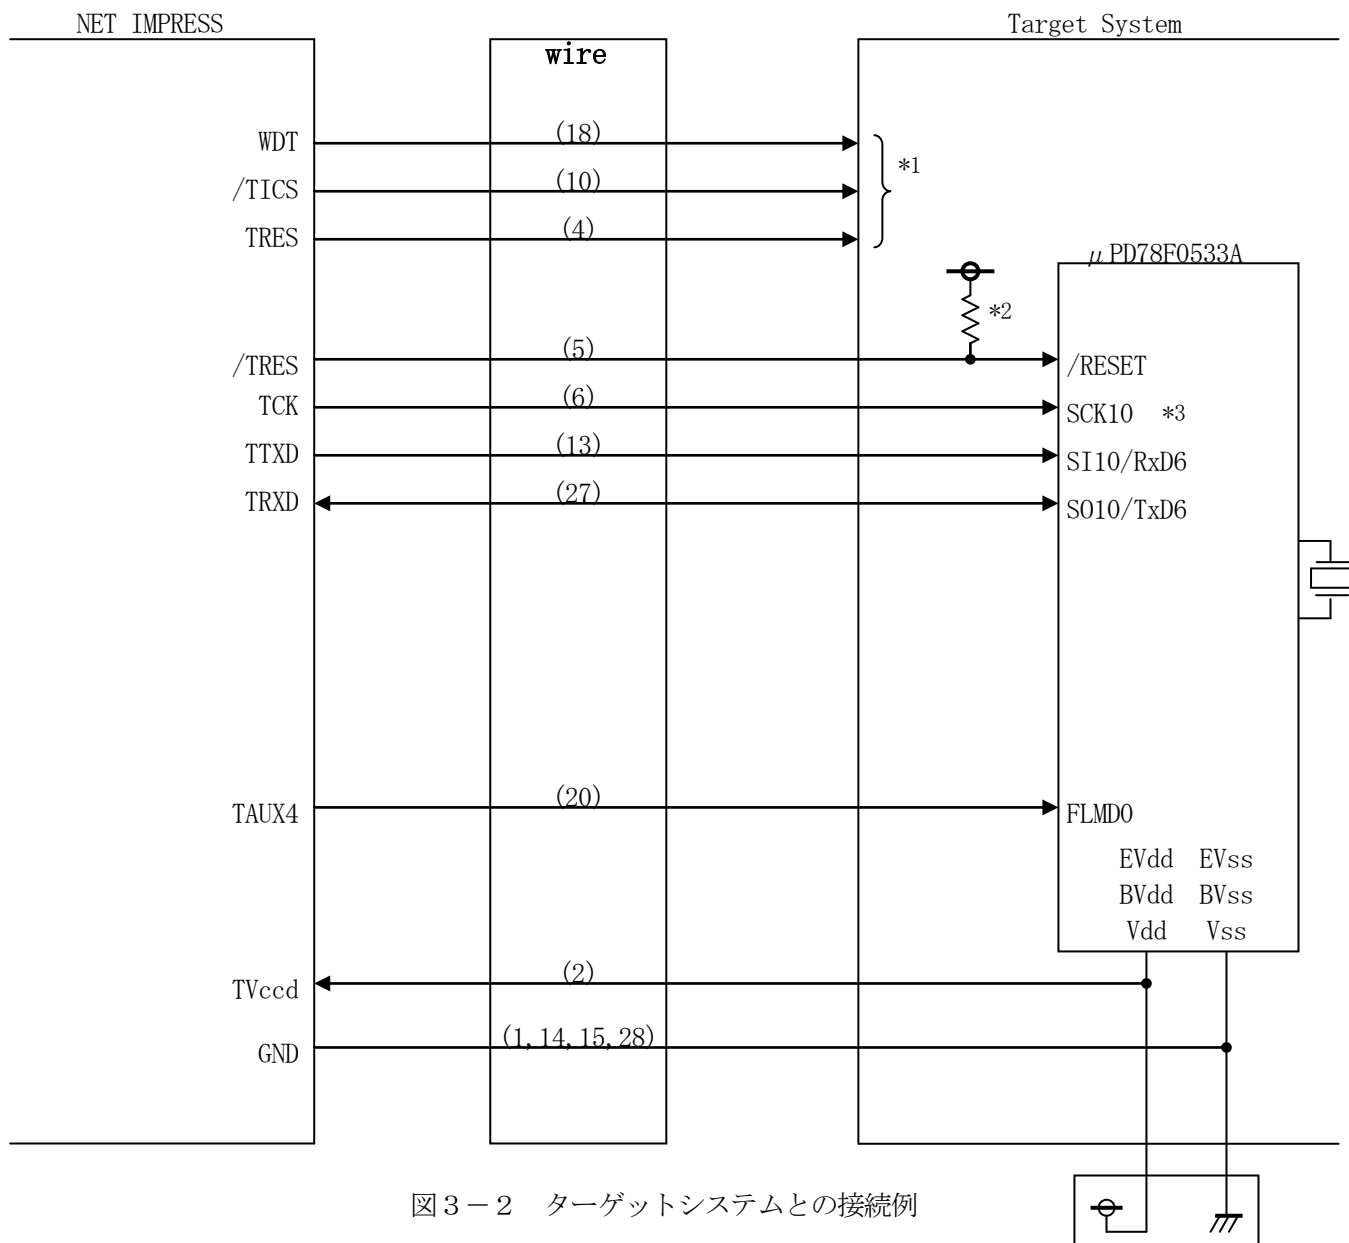 NET IMPRESS
Target System
wire
WDT
(18)
*1
/TICS
(10)
TRES
(4)
μPD78F0533A
*2
/TRES
(5)
/RESET
TCK
(6)
SCK10 *3
TTXD
(13)
SI10/RxD6
TRXD
(27)
SO10/TxD6
TAUX4
(20)
FLMD0
EVdd EVss
BVdd BVss
Vdd Vss
TVccd
(2)
GND
(1,14,15,28)
図3-2 ターゲットシステムとの接続例